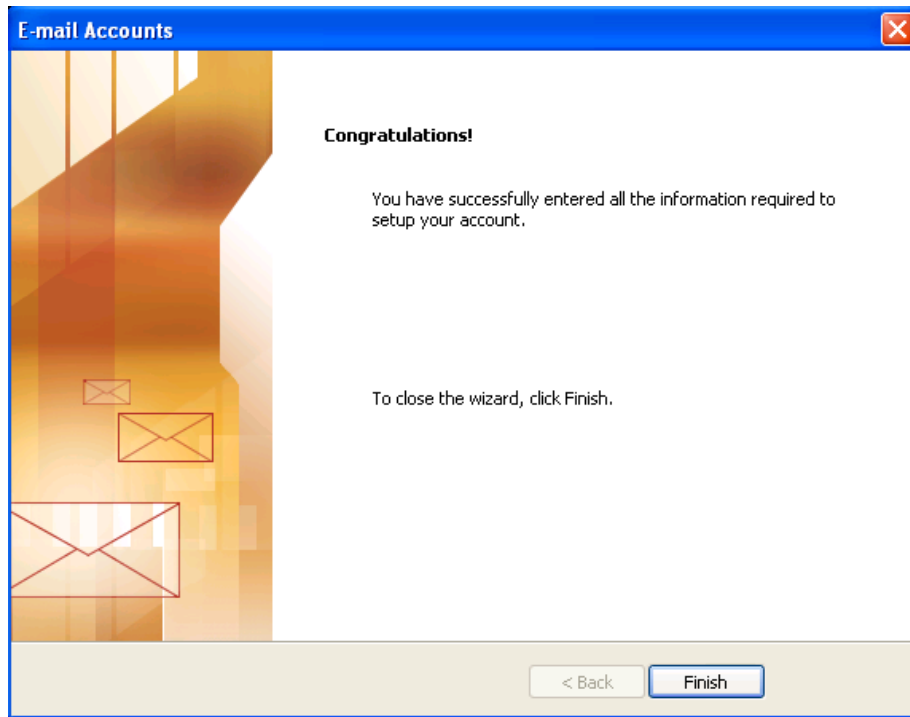 E-mail Accounts
Congratulations!
You have successfully entered all the information required to
setup your account.
To close the wizard, click Finish.
< Back
Finish